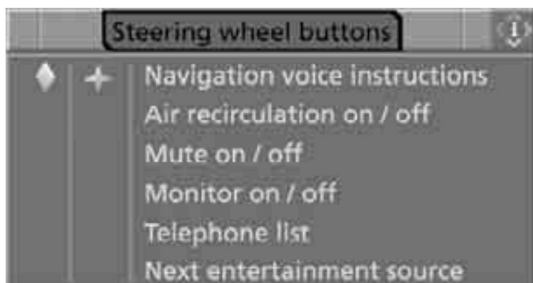 Steering wheel buttons
Navigation voice instructions
Air recirculation on / off
Mute on / off
Monitor on / off
Telephone list
Next entertainment source